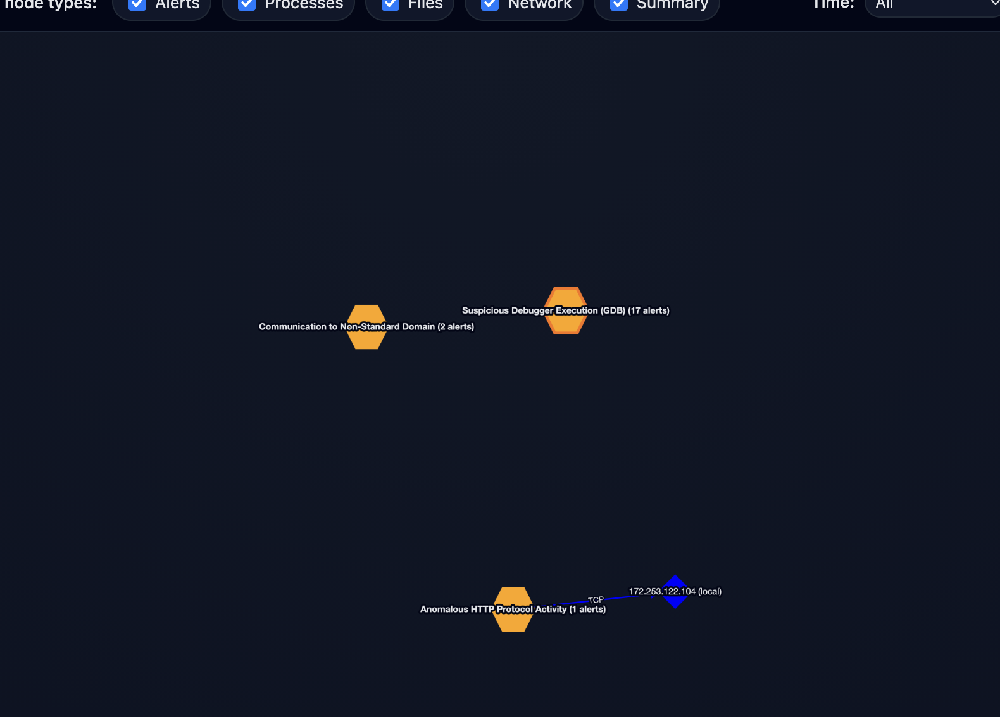 node types: Alerts Processes Files Network Summary Time: All
Suspicious Debugger Execution (GDB) (17 alerts)
Communication to Non-Standard Domain (2 alerts)
172.253.122.104 (local)
TCP
Anomalous HTTP Protocol Activity (1 alerts)